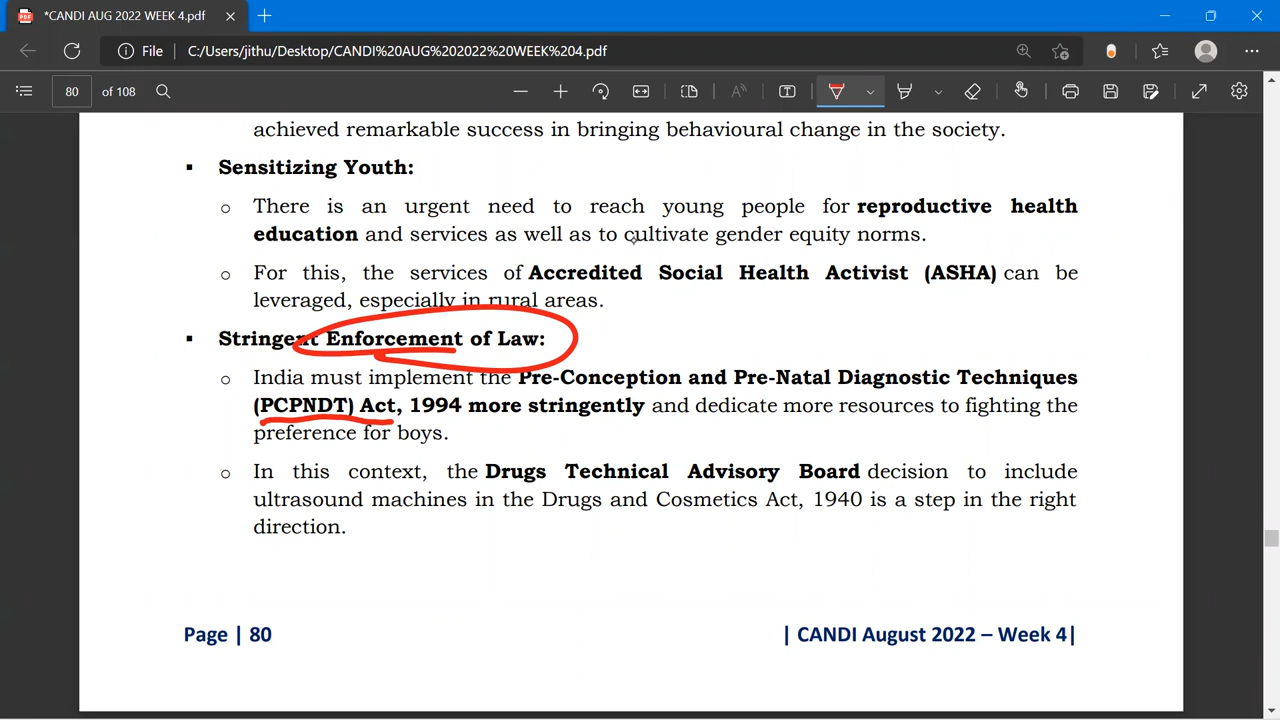 *CANDI AUG 2022 WEEK 4.pdf
File
C:/Users/jithu/Desktop/CANDI%20AUG%202022%20WEEK%204.pdf
80 of 108
achieved remarkable success in bringing behavioural change in the society.
▪ Sensitizing Youth:
o There is an urgent need to reach young people for reproductive health
education and services as well as to cultivate gender equity norms.
o For this, the services of Accredited Social Health Activist (ASHA) can be
leveraged, especially in rural areas.
▪ Stringent Enforcement of Law:
o India must implement the Pre-Conception and Pre-Natal Diagnostic Techniques
(PCPNDT) Act, 1994 more stringently and dedicate more resources to fighting the
preference for boys.
o In this context, the Drugs Technical Advisory Board decision to include
ultrasound machines in the Drugs and Cosmetics Act, 1940 is a step in the right
direction.
Page | 80 | CANDI August 2022 – Week 4|